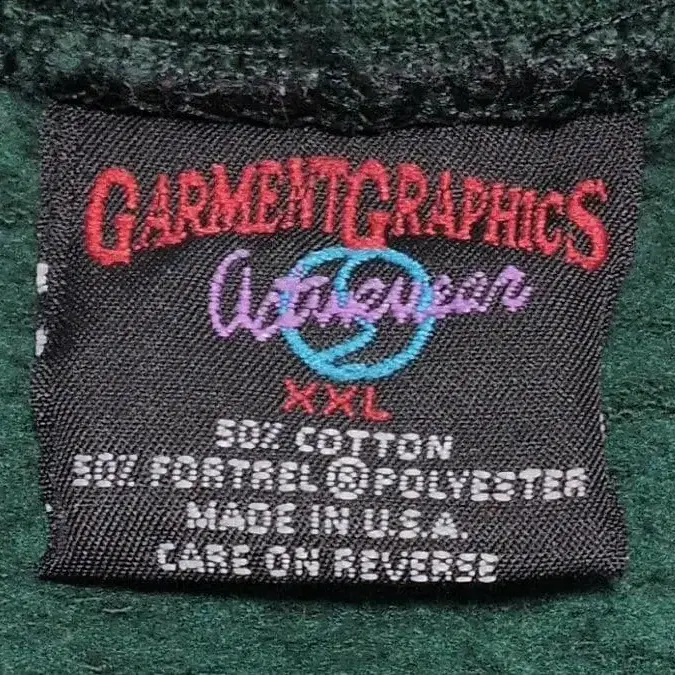 GARMENTGRAPHICS
Activewear
XXL
50% COTTON
50% FORTREL®POLYESTER
MADE IN U.S.A.
CARE ON REVERSE